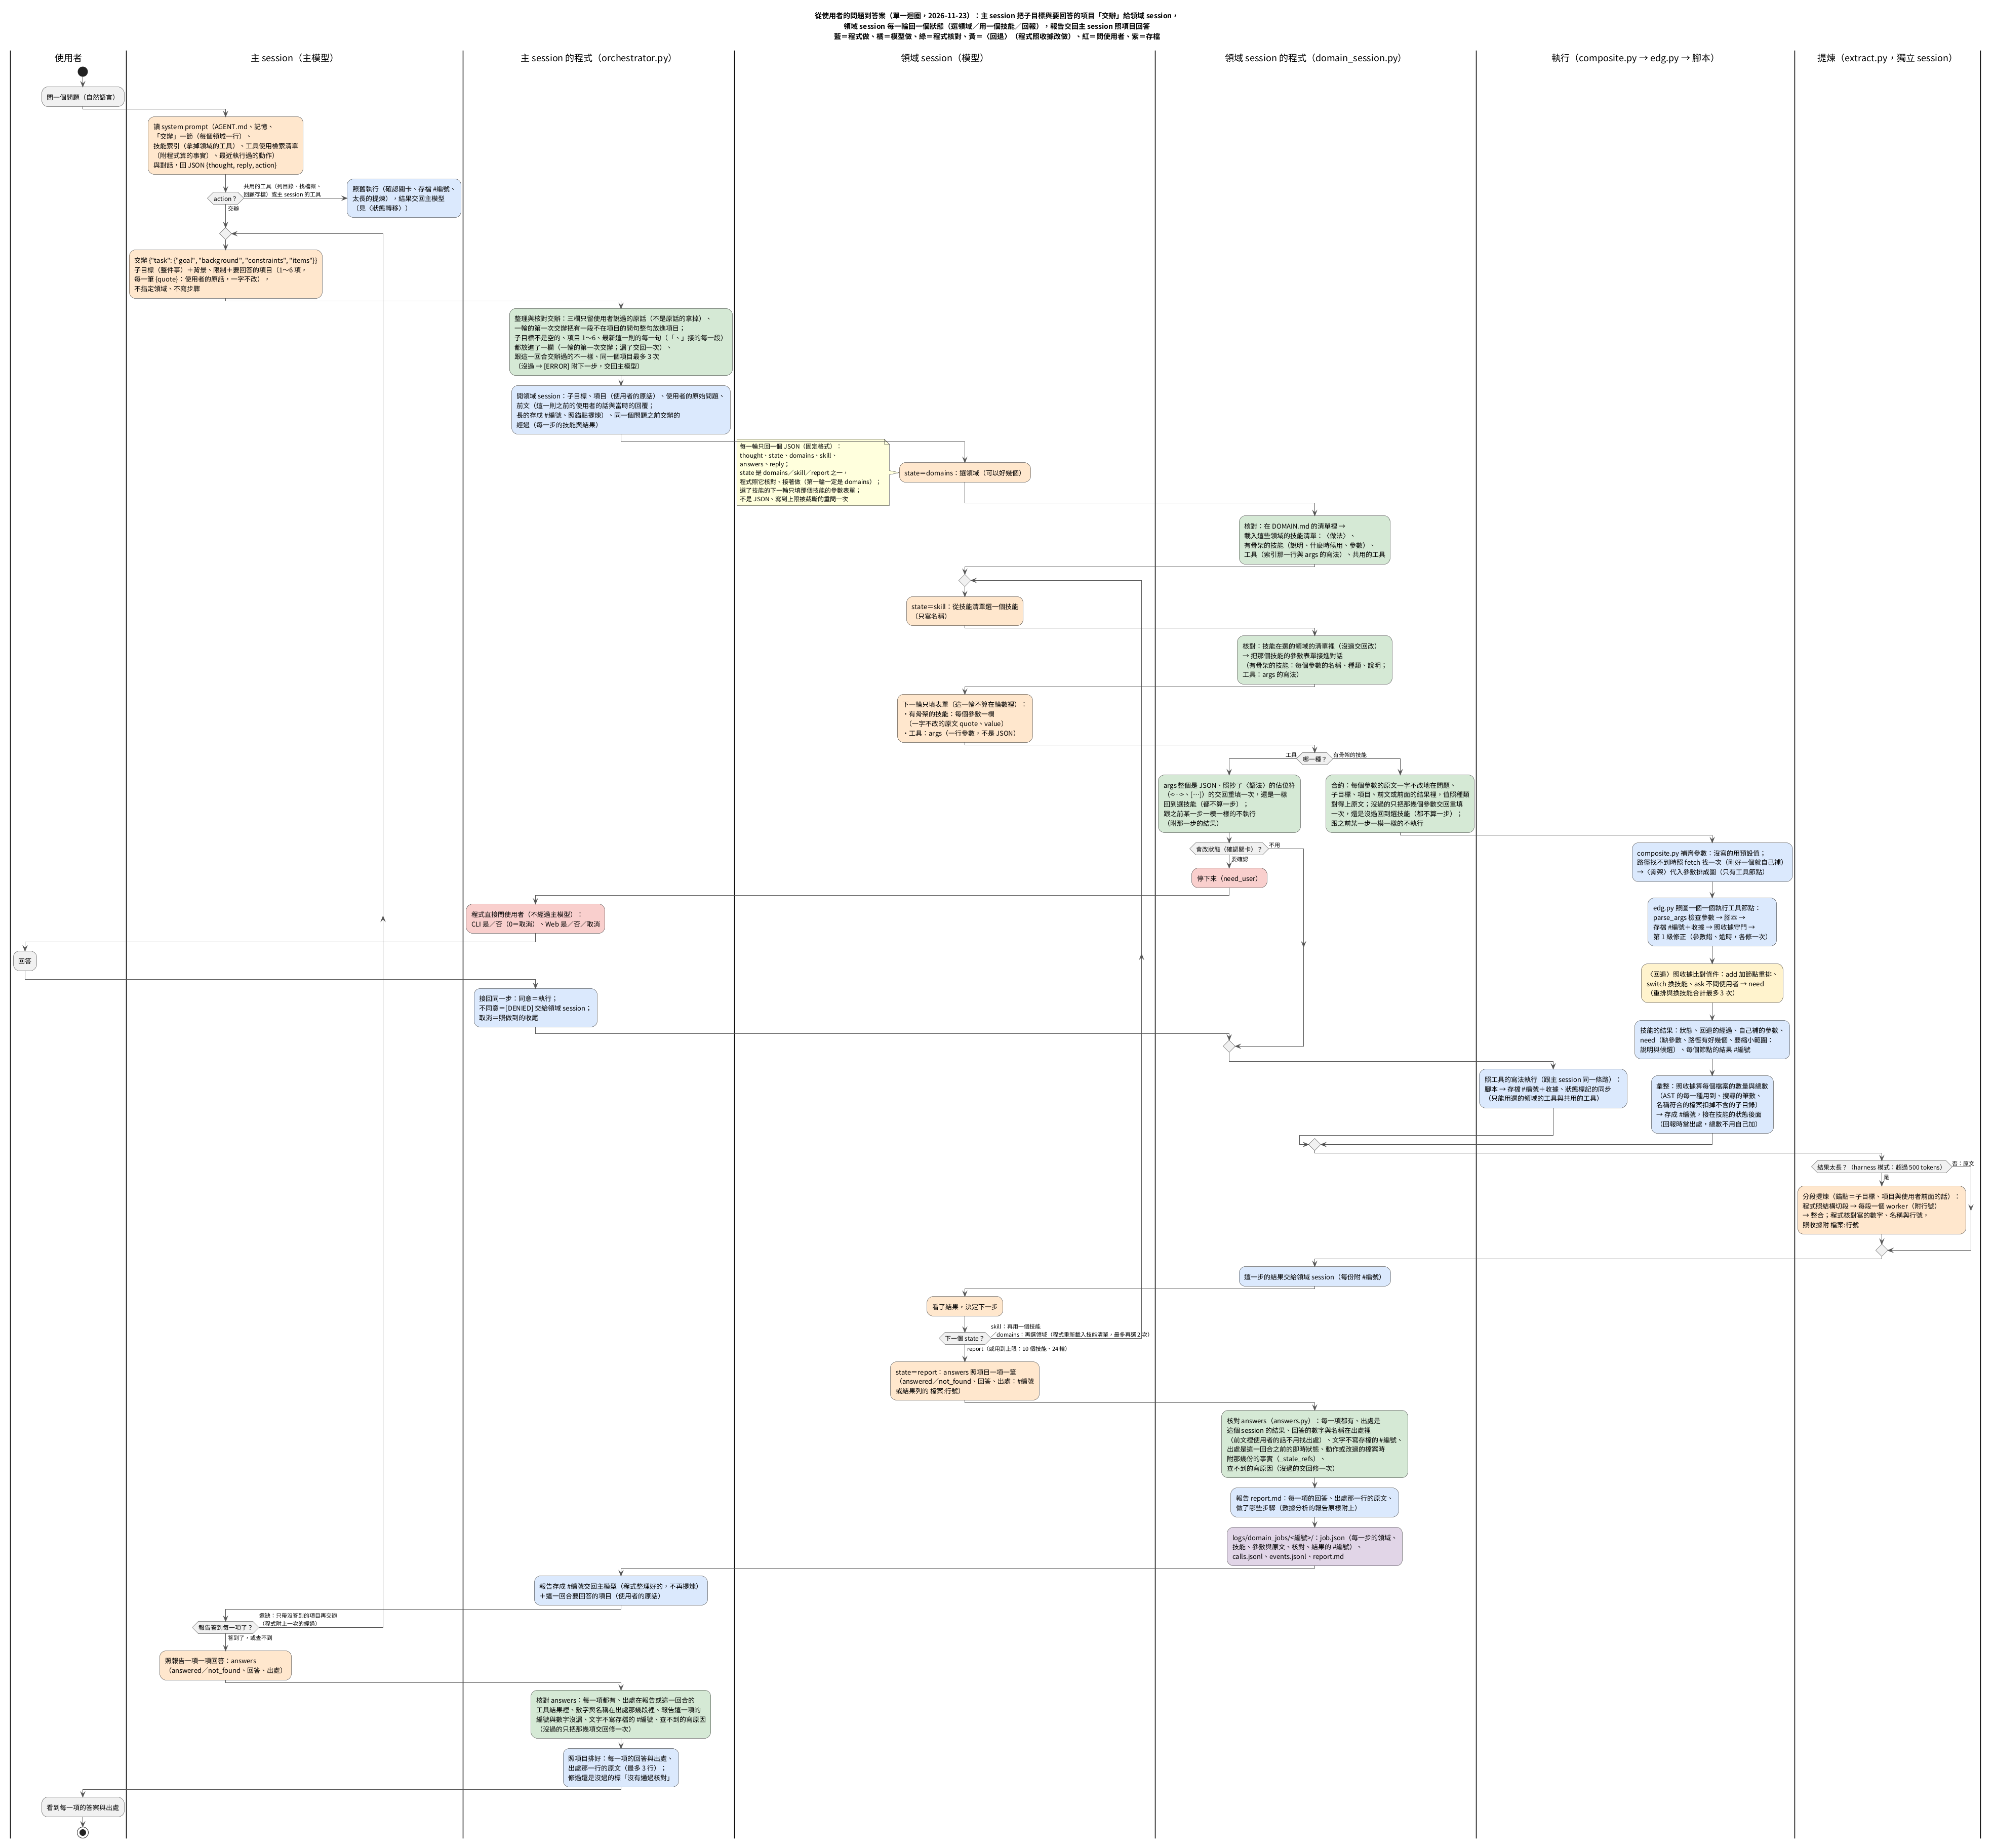 從使用者的問題到答案（單一迴圈，2026-11-23）：主 session 把子目標與要回答的項目「交辦」給領域 session，
領域 session 每一輪回一個狀態（選領域／用一個技能／回報），報告交回主 session 照項目回答
藍＝程式做、橘＝模型做、綠＝程式核對、黃＝〈回退〉（程式照收據改做）、紅＝問使用者、紫＝存檔
使用者
主 session（主模型）
主 session 的程式（orchestrator.py）
領域 session（模型）
領域 session 的程式（domain_session.py）
執行（composite.py → edg.py → 腳本）
提煉（extract.py，獨立 session）
問一個問題（自然語言）
讀 system prompt（AGENT.md、記憶、
「交辦」一節（每個領域一行）、
技能索引（拿掉領域的工具）、工具使用檢索清單
（附程式算的事實）、最近執行過的動作）
與對話，回 JSON {thought, reply, action}
action？
共用的工具（列目錄、找檔案、
回顧存檔）或主 session 的工具
照舊執行（確認關卡、存檔 #編號、
太長的提煉），結果交回主模型
（見〈狀態轉移〉）
交辦
交辦 {"task": {"goal", "background", "constraints", "items"}}
子目標（整件事）＋背景、限制＋要回答的項目（1～6 項，
每一筆 {quote}：使用者的原話，一字不改），
不指定領域、不寫步驟
整理與核對交辦：三欄只留使用者說過的原話（不是原話的拿掉）、
一輪的第一次交辦把有一段不在項目的問句整句放進項目；
子目標不是空的、項目 1～6、最新這一則的每一句（「、」接的每一段）
都放進了一欄（一輪的第一次交辦；漏了交回一次）、
跟這一回合交辦過的不一樣、同一個項目最多 3 次
（沒過 → [ERROR] 附下一步，交回主模型）
開領域 session：子目標、項目（使用者的原話）、使用者的原始問題、
前文（這一則之前的使用者的話與當時的回覆；
長的存成 #編號、照錨點提煉）、同一個問題之前交辦的
經過（每一步的技能與結果）
每一輪只回一個 JSON（固定格式）：
thought、state、domains、skill、
answers、reply；
state 是 domains／skill／report 之一，
程式照它核對、接著做（第一輪一定是 domains）；
選了技能的下一輪只填那個技能的參數表單；
不是 JSON、寫到上限被截斷的重問一次
state＝domains：選領域（可以好幾個）
核對：在 DOMAIN.md 的清單裡 →
載入這些領域的技能清單：〈做法〉、
有骨架的技能（說明、什麼時候用、參數）、
工具（索引那一行與 args 的寫法）、共用的工具
state＝skill：從技能清單選一個技能
（只寫名稱）
核對：技能在選的領域的清單裡（沒過交回改）
→ 把那個技能的參數表單接進對話
（有骨架的技能：每個參數的名稱、種類、說明；
工具：args 的寫法）
下一輪只填表單（這一輪不算在輪數裡）：
・有骨架的技能：每個參數一欄
（一字不改的原文 quote、value）
・工具：args（一行參數，不是 JSON）
哪一種？
工具
有骨架的技能
args 整個是 JSON、照抄了〈語法〉的佔位符
（<…>、[…]）的交回重填一次，還是一樣
回到選技能（都不算一步）；
跟之前某一步一模一樣的不執行
（附那一步的結果）
合約：每個參數的原文一字不改地在問題、
子目標、項目、前文或前面的結果裡，值照種類
對得上原文；沒過的只把那幾個參數交回重填
一次，還是沒過回到選技能（都不算一步）；
跟之前某一步一模一樣的不執行
會改狀態（確認關卡）？
不用
要確認
停下來（need_user）
程式直接問使用者（不經過主模型）：
CLI 是／否（0＝取消）、Web 是／否／取消
回答
接回同一步：同意＝執行；
不同意＝[DENIED] 交給領域 session；
取消＝照做到的收尾
composite.py 補齊參數：沒寫的用預設值；
路徑找不到時照 fetch 找一次（剛好一個就自己補）
→〈骨架〉代入參數排成圖（只有工具節點）
edg.py 照圖一個一個執行工具節點：
parse_args 檢查參數 → 腳本 →
存檔 #編號＋收據 → 照收據守門 →
第 1 級修正（參數錯、逾時，各修一次）
〈回退〉照收據比對條件：add 加節點重排、
switch 換技能、ask 不問使用者 → need
（重排與換技能合計最多 3 次）
技能的結果：狀態、回退的經過、自己補的參數、
need（缺參數、路徑有好幾個、要縮小範圍：
說明與候選）、每個節點的結果 #編號
照工具的寫法執行（跟主 session 同一條路）：
腳本 → 存檔 #編號＋收據、狀態標記的同步
（只能用選的領域的工具與共用的工具）
彙整：照收據算每個檔案的數量與總數
（AST 的每一種用到、搜尋的筆數、
名稱符合的檔案扣掉不含的子目錄）
→ 存成 #編號，接在技能的狀態後面
（回報時當出處，總數不用自己加）
結果太長？（harness 模式：超過 500 tokens）
否：原文
是
分段提煉（錨點＝子目標、項目與使用者前面的話）：
程式照結構切段 → 每段一個 worker（附行號）
→ 整合；程式核對寫的數字、名稱與行號，
照收據附 檔案:行號
這一步的結果交給領域 session（每份附 #編號）
看了結果，決定下一步
下一個 state？
skill：再用一個技能
／domains：再選領域（程式重新載入技能清單，最多再選 2 次）
report（或用到上限：10 個技能、24 輪）
state＝report：answers 照項目一項一筆
（answered／not_found、回答、出處：#編號
或結果列的 檔案:行號）
核對 answers（answers.py）：每一項都有、出處是
這個 session 的結果、回答的數字與名稱在出處裡
（前文裡使用者的話不用找出處）、文字不寫存檔的 #編號、
出處是這一回合之前的即時狀態、動作或改過的檔案時
附那幾份的事實（_stale_refs）、
查不到的寫原因（沒過的交回修一次）
報告 report.md：每一項的回答、出處那一行的原文、
做了哪些步驟（數據分析的報告原樣附上）
logs/domain_jobs/<編號>/：job.json（每一步的領域、
技能、參數與原文、核對、結果的 #編號）、
calls.jsonl、events.jsonl、report.md
報告存成 #編號交回主模型（程式整理好的，不再提煉）
＋這一回合要回答的項目（使用者的原話）
報告答到每一項了？
還缺：只帶沒答到的項目再交辦
（程式附上一次的經過）
答到了，或查不到
照報告一項一項回答：answers
（answered／not_found、回答、出處）
核對 answers：每一項都有、出處在報告或這一回合的
工具結果裡、數字與名稱在出處那幾段裡、報告這一項的
編號與數字沒漏、文字不寫存檔的 #編號、查不到的寫原因
（沒過的只把那幾項交回修一次）
照項目排好：每一項的回答與出處、
出處那一行的原文（最多 3 行）；
修過還是沒過的標「沒有通過核對」
看到每一項的答案與出處